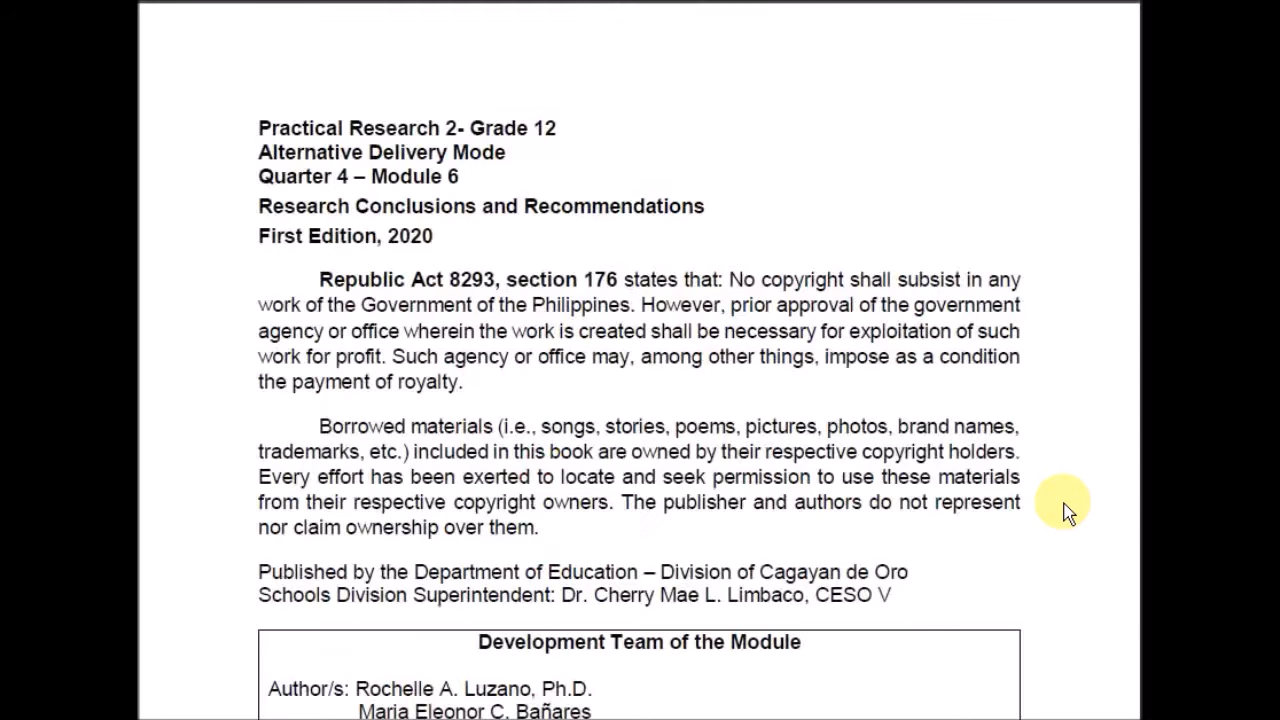 Practical Research 2- Grade 12
Alternative Delivery Mode
Quarter 4 – Module 6
Research Conclusions and Recommendations
First Edition, 2020
Republic Act 8293, section 176 states that: No copyright shall subsist in any
work of the Government of the Philippines. However, prior approval of the government
agency or office wherein the work is created shall be necessary for exploitation of such
work for profit. Such agency or office may, among other things, impose as a condition
the payment of royalty.
Borrowed materials (i.e., songs, stories, poems, pictures, photos, brand names,
trademarks, etc.) included in this book are owned by their respective copyright holders.
Every effort has been exerted to locate and seek permission to use these materials
from their respective copyright owners. The publisher and authors do not represent
nor claim ownership over them.
Published by the Department of Education – Division of Cagayan de Oro
Schools Division Superintendent: Dr. Cherry Mae L. Limbaco, CESO V
Development Team of the Module
Author/s: Rochelle A. Luzano, Ph.D.
Maria Eleonor C. Bañares